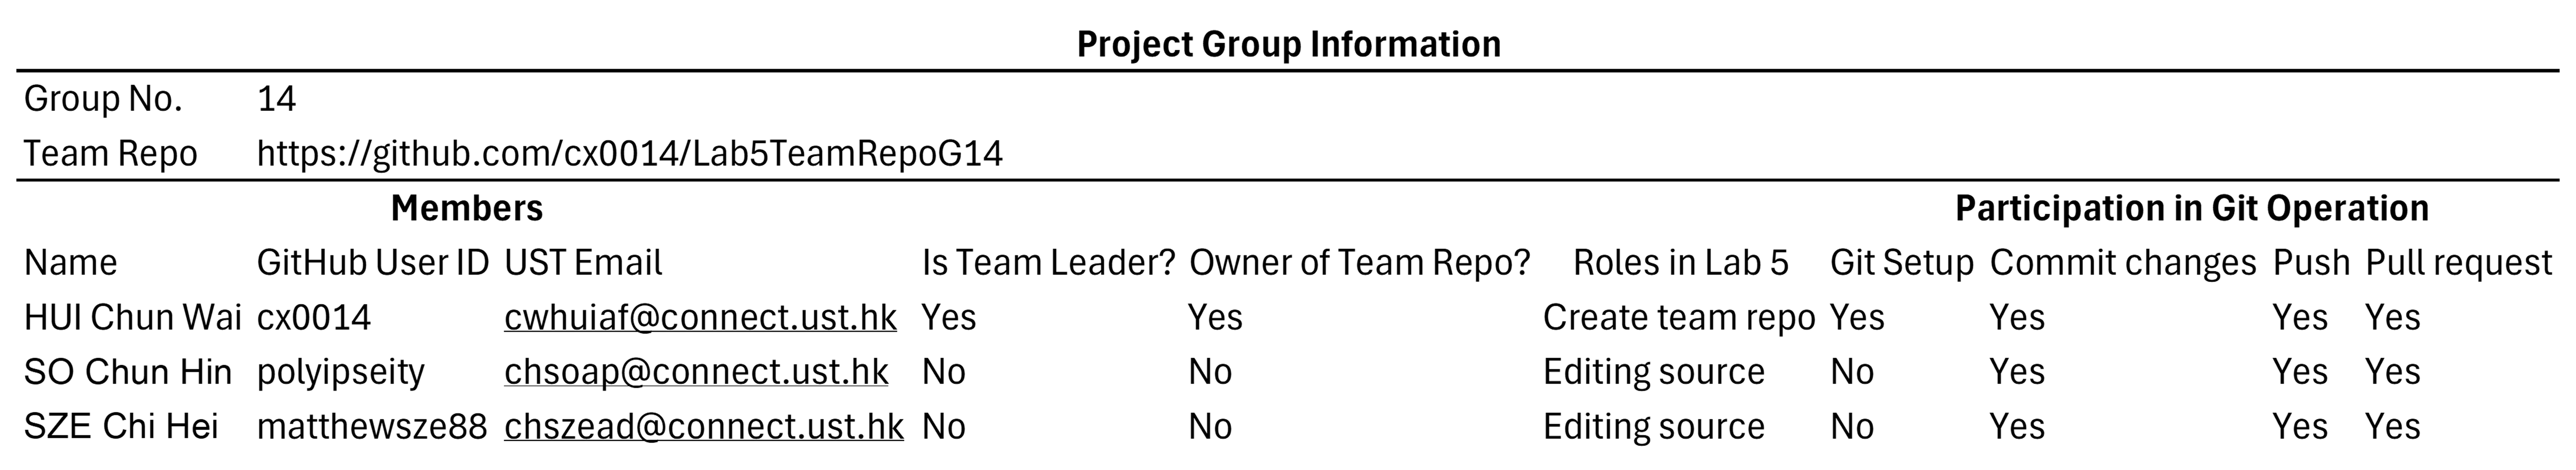 Project Group Information
Group No. 14
Team Repo https://github.com/cx0014/Lab5TeamRepoG14
Members Participation in Git Operation
Name GitHub User ID UST Email Is Team Leader? Owner of Team Repo? Roles in Lab 5 Git Setup Commit changes Push Pull request
HUI Chun Wai cx0014 cwhuiaf@connect.ust.hk Yes Yes Create team repo Yes Yes Yes Yes
SO Chun Hin polyipseity chsoap@connect.ust.hk No No Editing source No Yes Yes Yes
SZE Chi Hei matthewsze88 chszead@connect.ust.hk No No Editing source No Yes Yes Yes